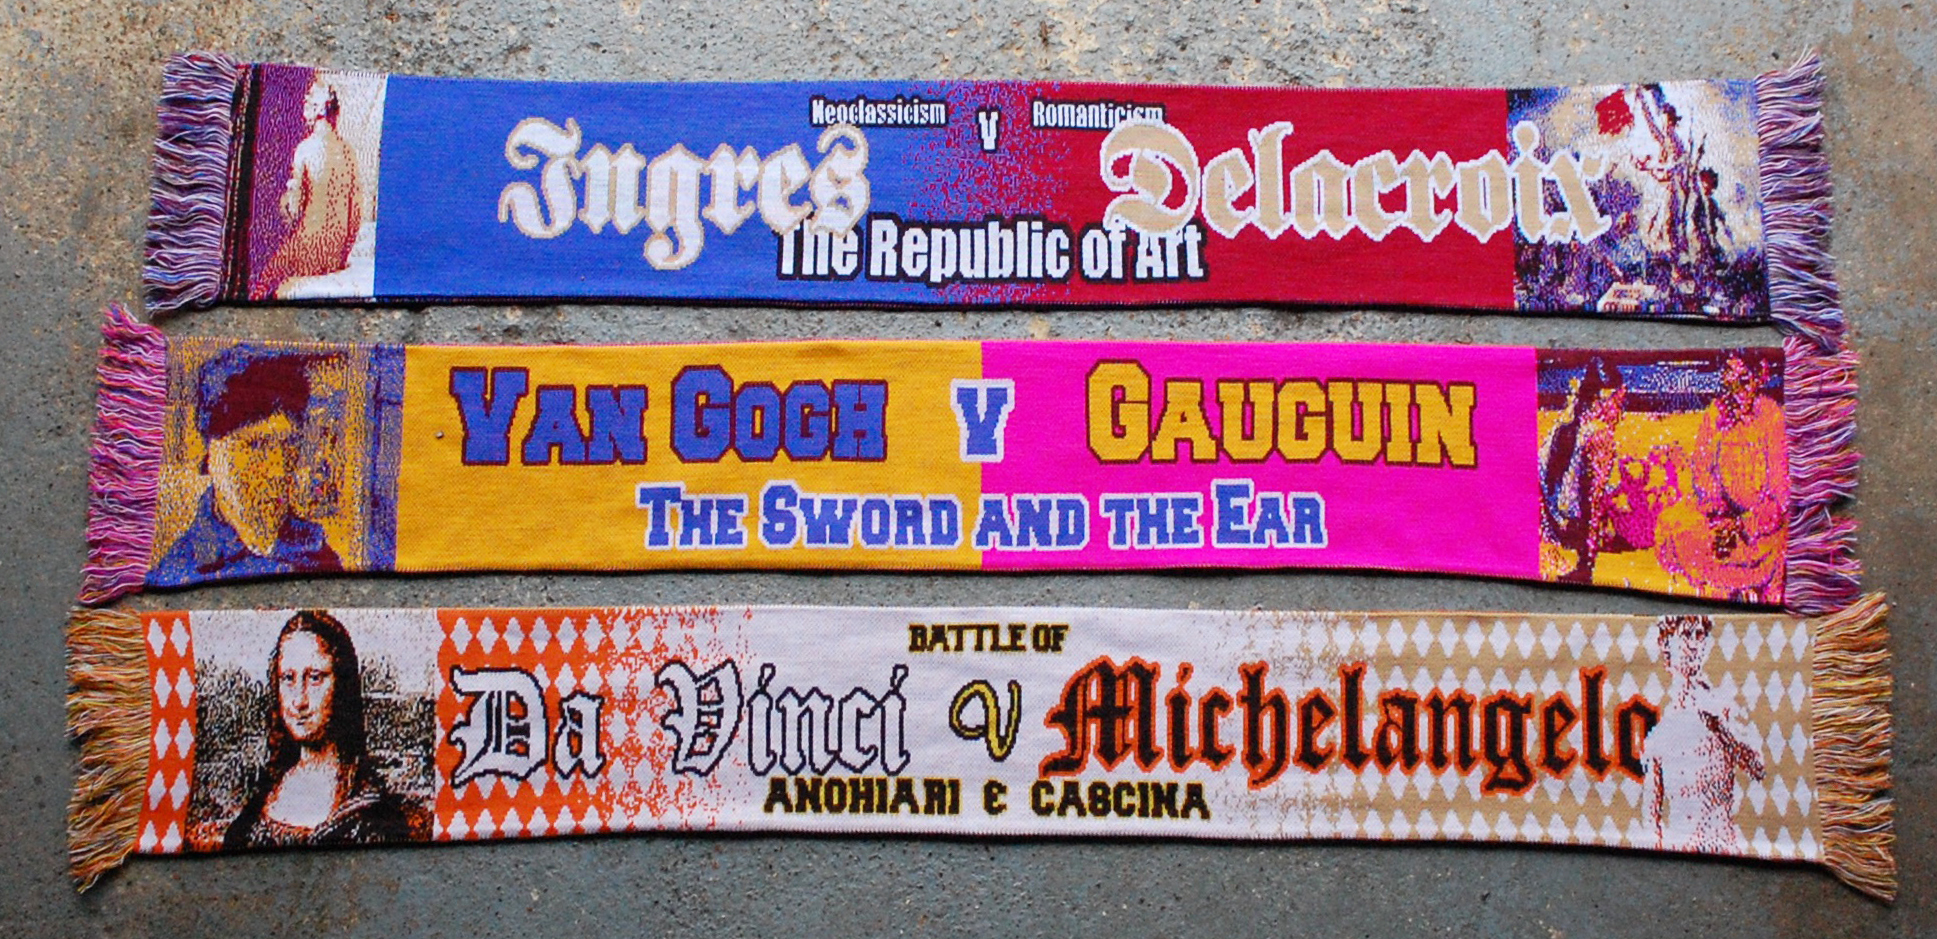 Neoclassicism V Romanticism
Ingres Delacroix
The Republic of Art
VAN GOGH V GAUGUIN
THE SWORD AND THE EAR
BATTLE OF
Da Vinci V Michelangelo
ANGHIARI & CASCINA